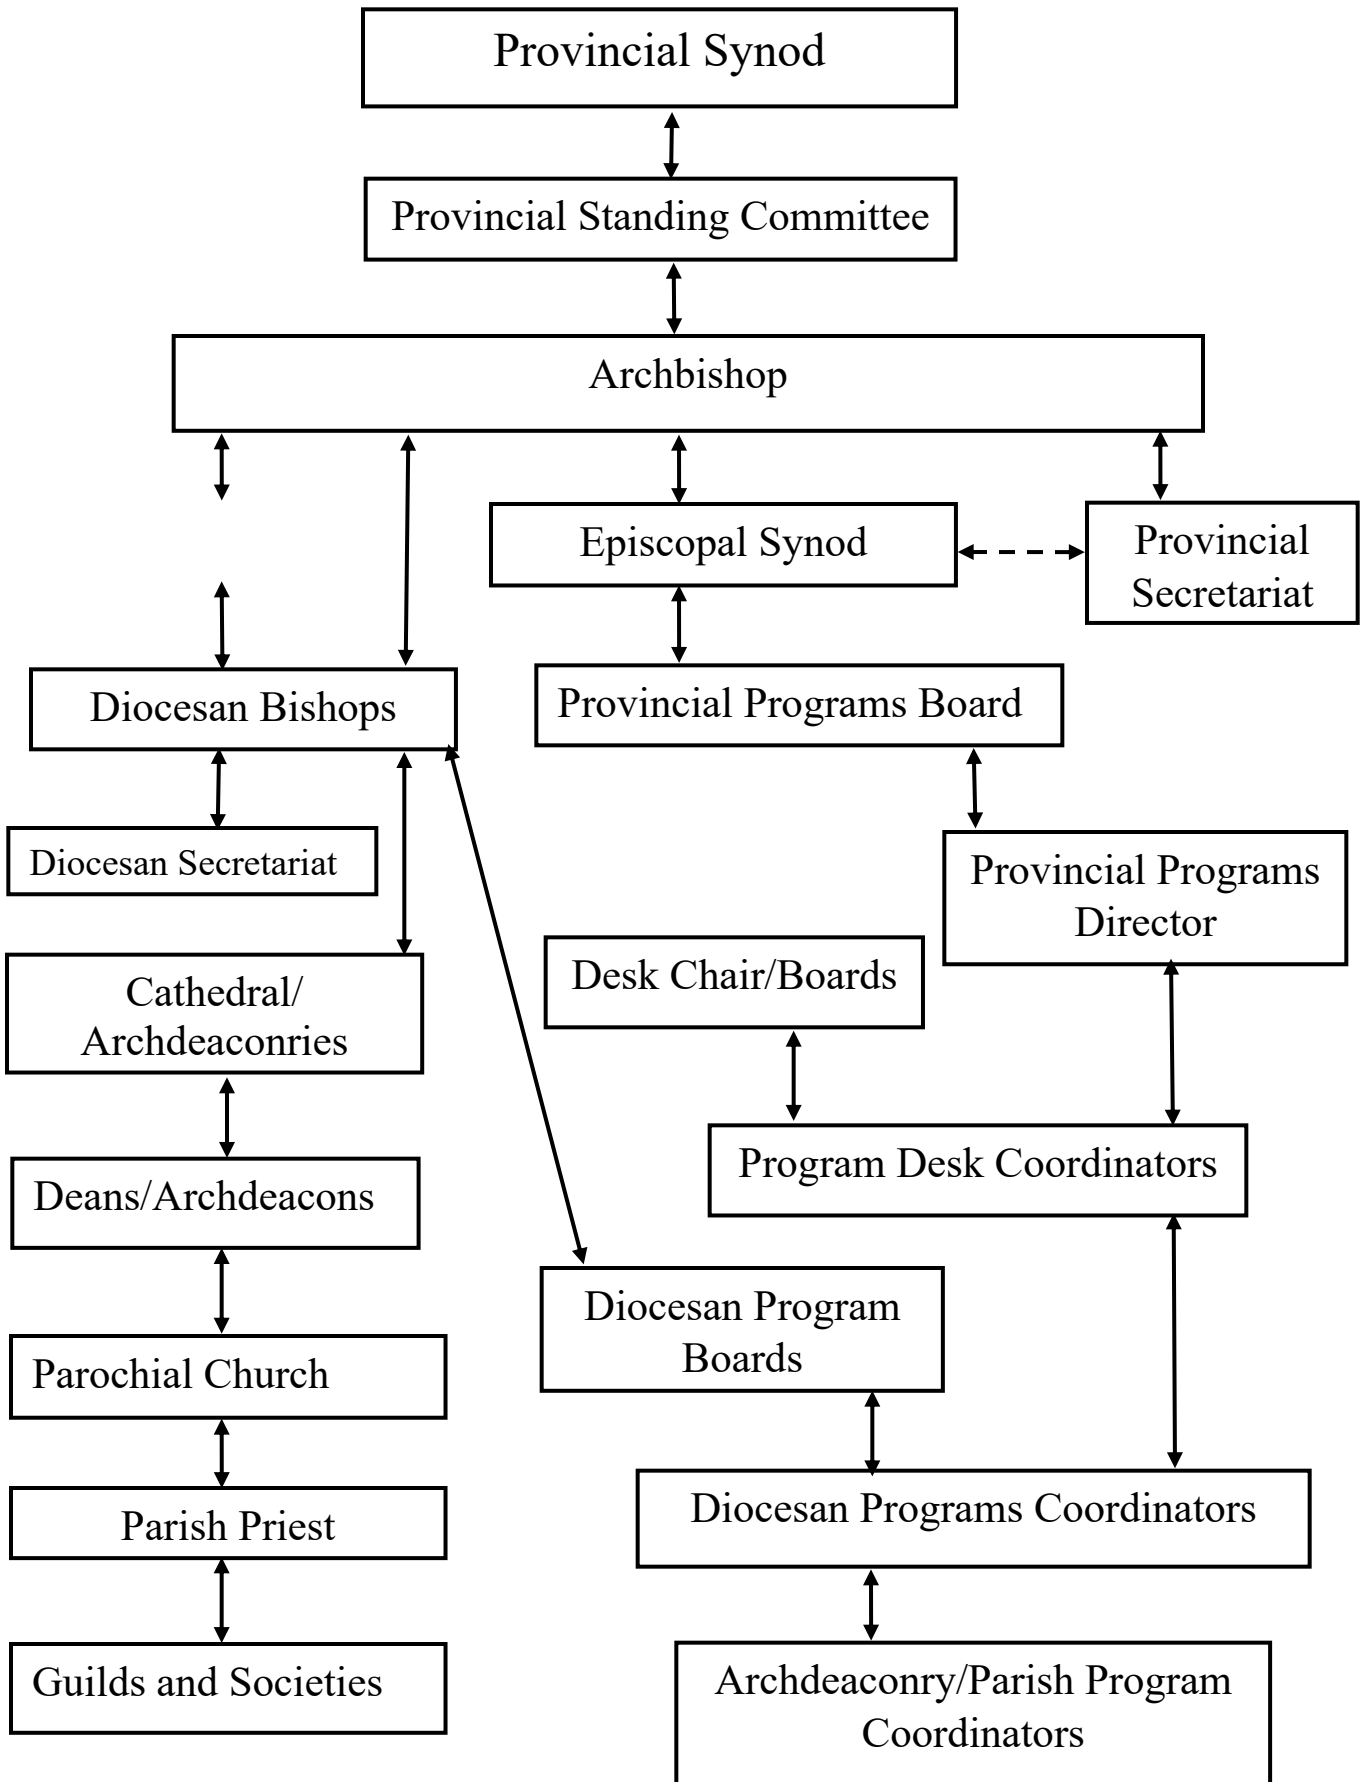 Provincial Synod
Provincial Standing Committee
Archbishop
Episcopal Synod
Provincial
Secretariat
Diocesan Bishops
Provincial Programs Board
Diocesan Secretariat
Provincial Programs
Director
Desk Chair/Boards
Cathedral/
Archdeaconries
Program Desk Coordinators
Deans/Archdeacons
Diocesan Program
Boards
Parochial Church
Parish Priest
Diocesan Programs Coordinators
Guilds and Societies
Archdeaconry/Parish Program
Coordinators